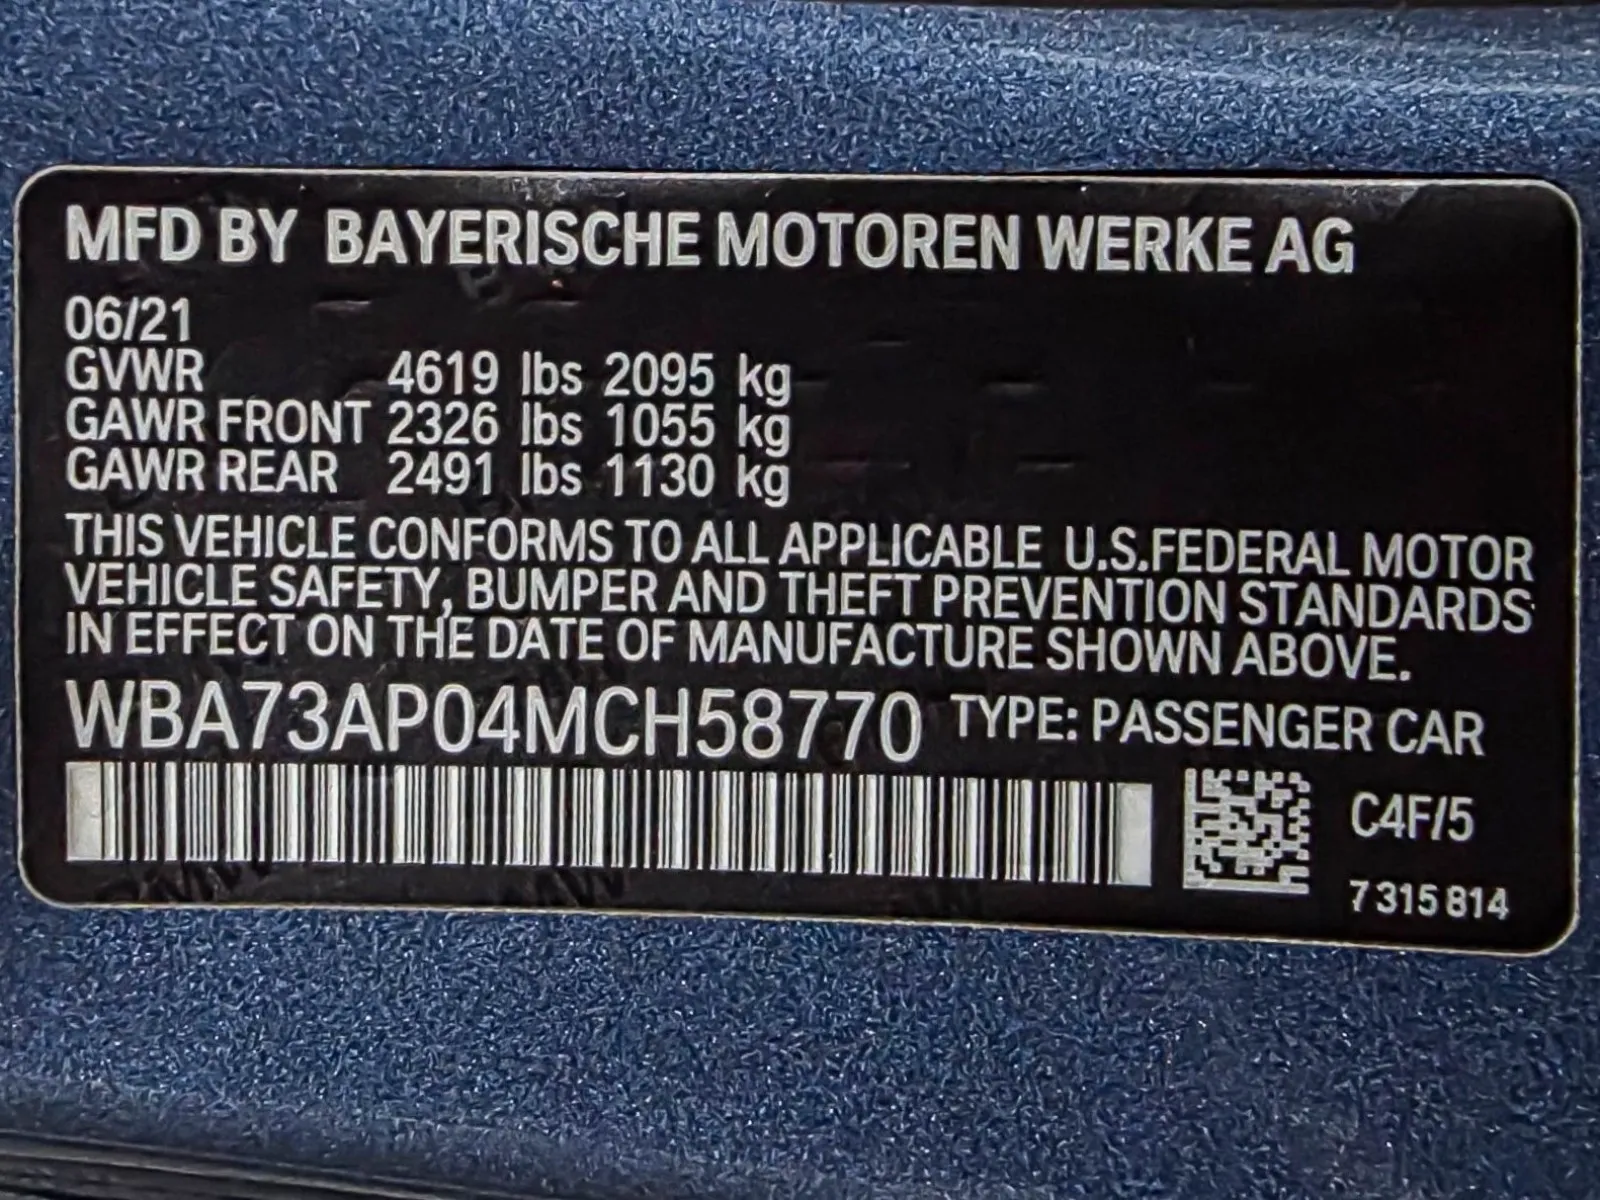 MFD BY BAYERISCHE MOTOREN WERKE AG
06/21
GVWR 4619 lbs 2095 kg
GAWR FRONT 2326 lbs 1055 kg
GAWR REAR 2491 lbs 1130 kg
THIS VEHICLE CONFORMS TO ALL APPLICABLE U.S.FEDERAL MOTOR
VEHICLE SAFETY, BUMPER AND THEFT PREVENTION STANDARDS
IN EFFECT ON THE DATE OF MANUFACTURE SHOWN ABOVE.
WBA73AP04MCH58770 TYPE: PASSENGER CAR
C4F/5
7 315 814